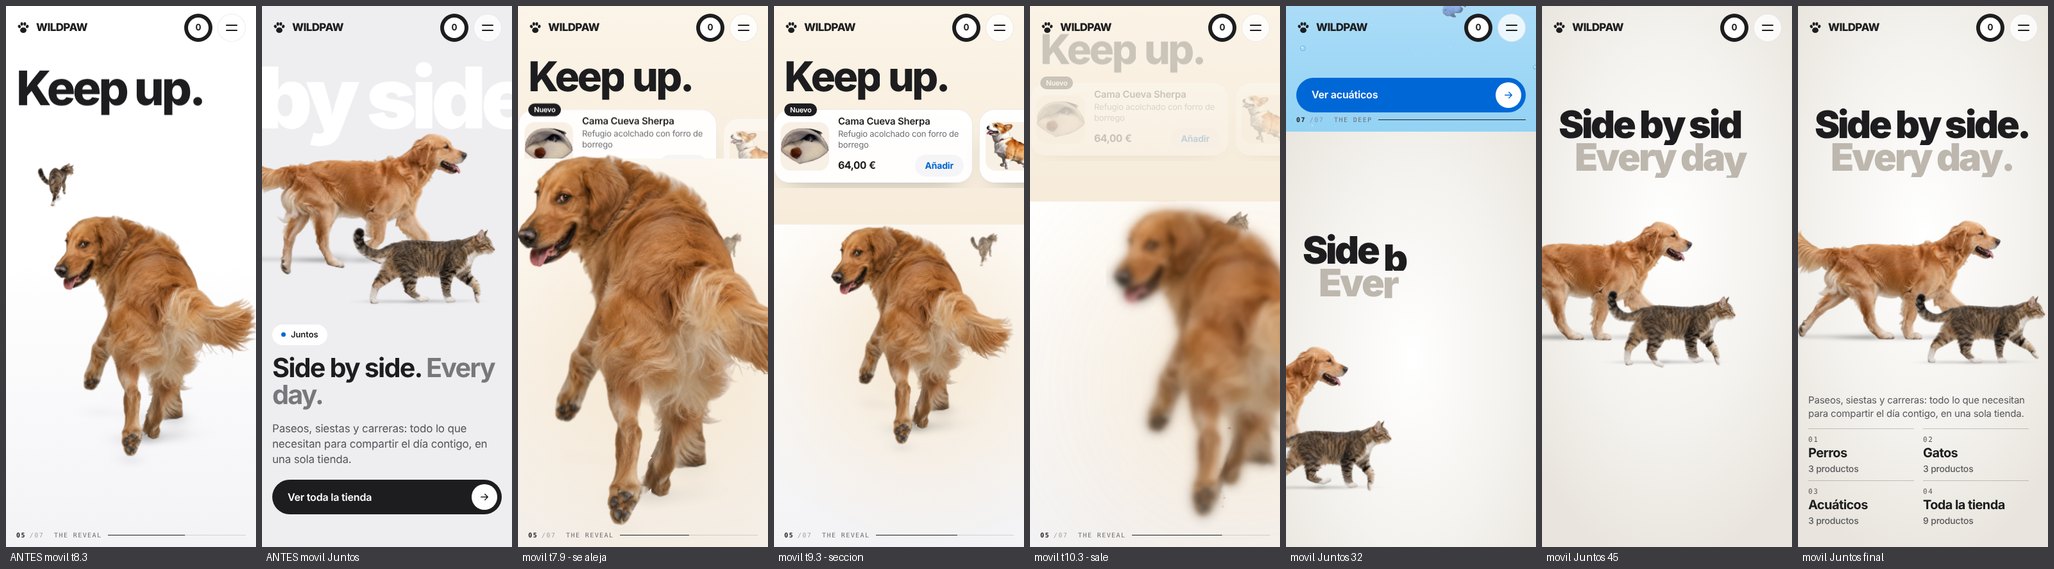 WILDPAW
0
Keep up.
05 /07 THE REVEAL
ANTES movil t8.3
WILDPAW
0
by side
Juntos
Side by side. Every
day.
Paseos, siestas y carreras: todo lo que
necesitan para compartir el día contigo, en
una sola tienda.
Ver toda la tienda
ANTES movil Juntos
WILDPAW
0
Keep up.
Nuevo
Cama Cueva Sherpa
Refugio acolchado con forro de
borrego
05 /07 THE REVEAL
movil t7.9 - se aleja
WILDPAW
0
Keep up.
Nuevo
Cama Cueva Sherpa
Refugio acolchado con forro de
borrego
64,00 €
Añadir
05 /07 THE REVEAL
movil t9.3 - seccion
WILDPAW
0
Keep up.
Nuevo
Cama Cueva Sherpa
Refugio acolchado con forro de
borrego
64,00 €
Añadir
05 /07 THE REVEAL
movil t10.3 - sale
WILDPAW
0
Ver acuáticos
07 /07 THE DEEP
Side b
Ever
movil Juntos 32
WILDPAW
0
Side by sid
Every day
movil Juntos 45
WILDPAW
0
Side by side.
Every day.
Paseos, siestas y carreras: todo lo que necesitan
para compartir el día contigo, en una sola tienda.
01
Perros
3 productos
02
Gatos
3 productos
03
Acuáticos
3 productos
04
Toda la tienda
9 productos
movil Juntos final